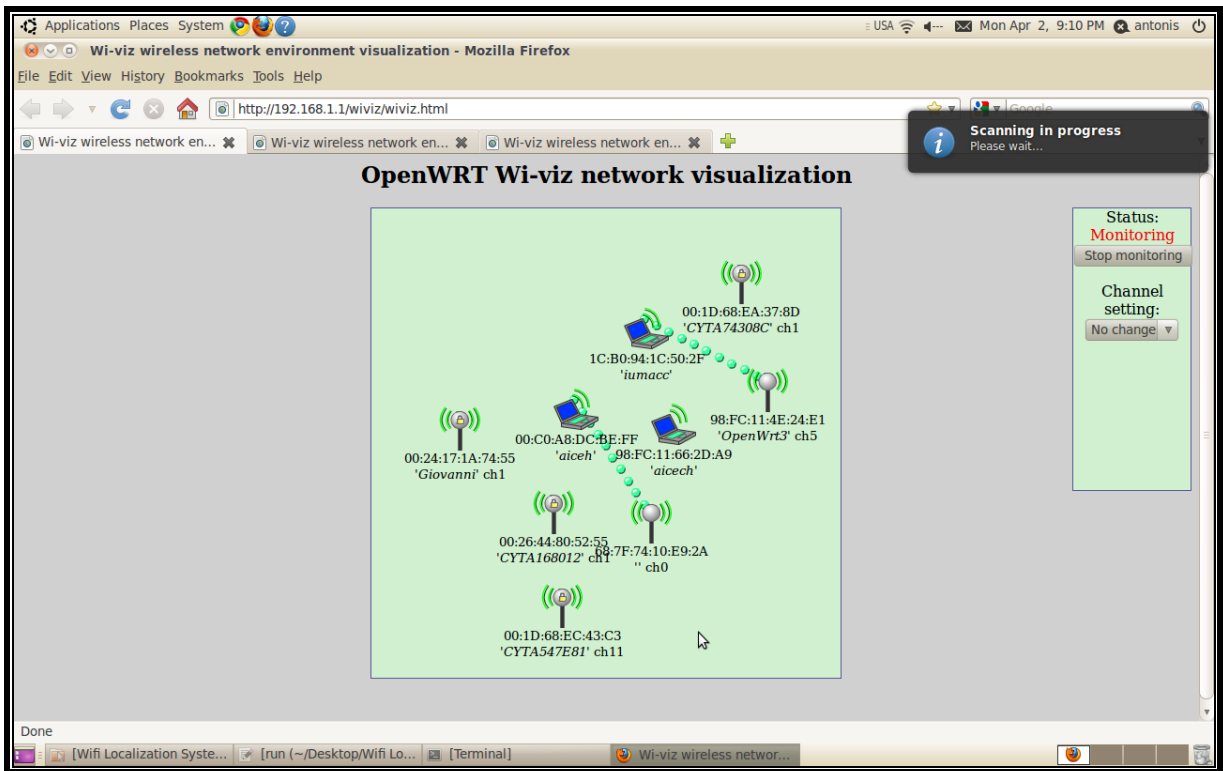 Applications Places System ?
USA Mon Apr 2, 9:10 PM antonis
Wi-viz wireless network environment visualization - Mozilla Firefox
File Edit View History Bookmarks Tools Help
http://192.168.1.1/wiviz/wiviz.html
Google
Scanning in progress
Please wait...
Wi-viz wireless network en... Wi-viz wireless network en... Wi-viz wireless network en...
OpenWRT Wi-viz network visualization
Status:
Monitoring
Stop monitoring
Channel
setting:
No change
00:1D:68:EA:37:8D
'CYTA74308C' ch1
1C:B0:94:1C:50:2F
'iumacc'
98:FC:11:4E:24:E1
'OpenWrt3' ch5
00:C0:A8:DC:BE:FF
'aiceh'
98:FC:11:66:2D:A9
'aicech'
00:24:17:1A:74:55
'Giovanni' ch1
00:26:44:80:52:55
'CYTA168012' ch1
68:7F:74:10:E9:2A
'' ch0
00:1D:68:EC:43:C3
'CYTA547E81' ch11
Done
[Wifi Localization Syste... [run (~/Desktop/Wifi Lo... [Terminal] Wi-viz wireless networ...